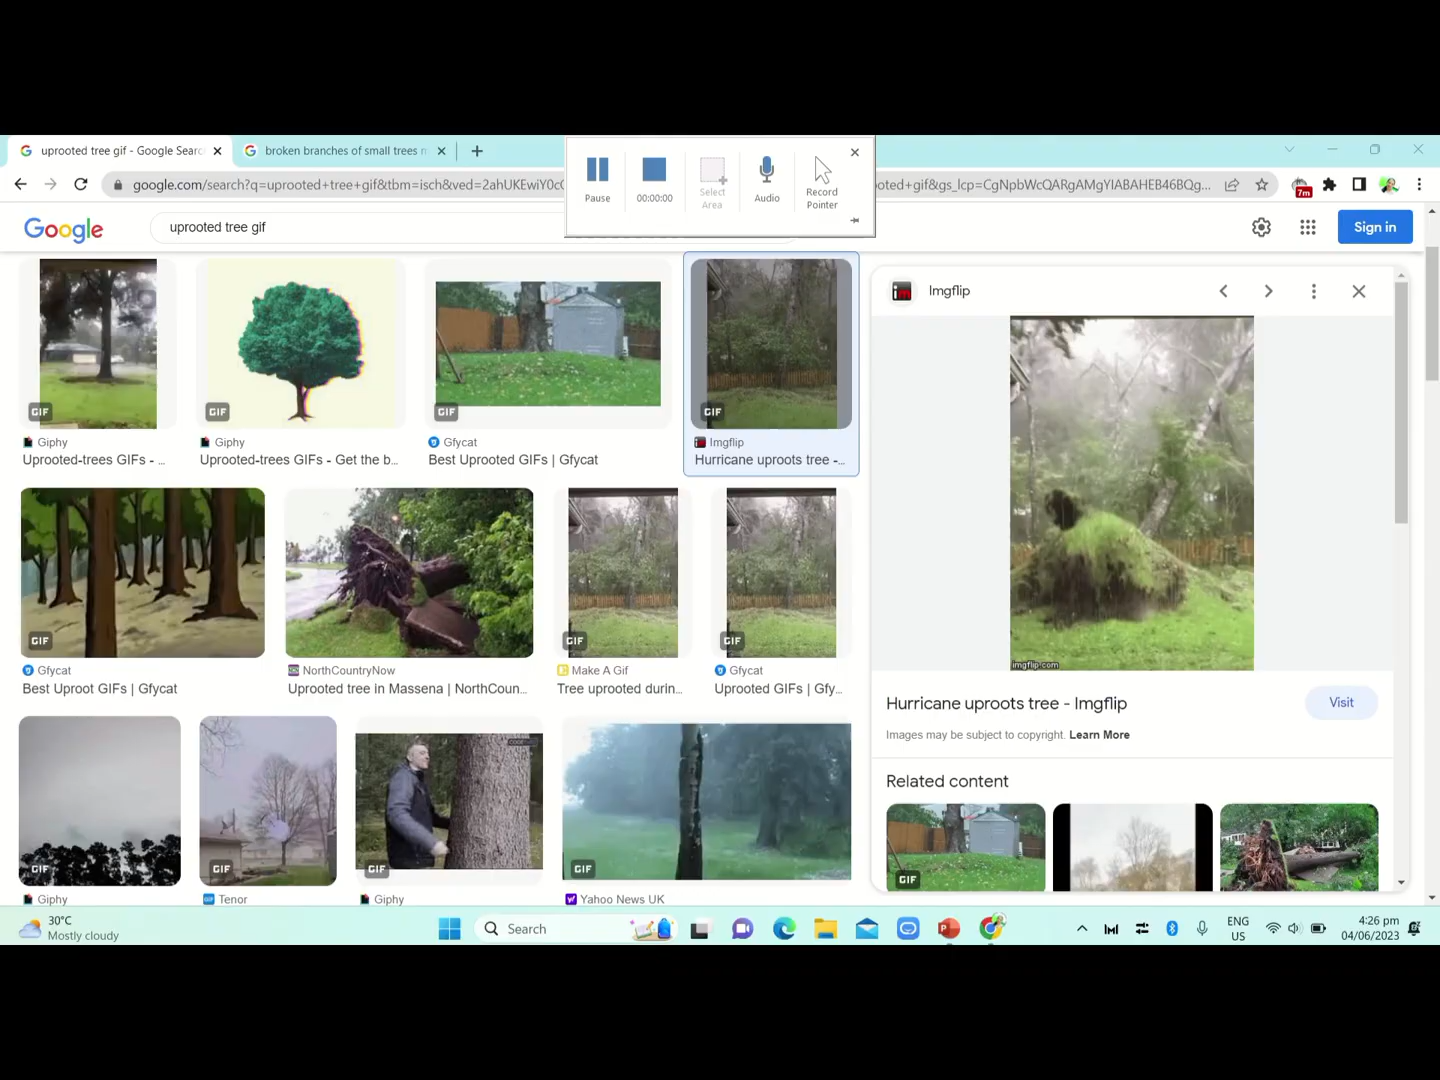 uprooted tree gif - Google Searc
broken branches of small trees n
google.com/search?q=uprooted+tree+gif&tbm=isch&ved=2ahUKEwiY0c
oted+gif&gs_lcp=CgNpbWcQARgAMgYIABAHEB46BQg...
7m
Pause
00:00:00
Select
Area
Audio
Record
Pointer
Google
uprooted tree gif
Sign in
GIF
GIF
GIF
GIF
Giphy
Giphy
Gfycat
Imgflip
Uprooted-trees GIFs - ...
Uprooted-trees GIFs - Get the b...
Best Uprooted GIFs | Gfycat
Hurricane uproots tree -...
GIF
GIF
GIF
Gfycat
NorthCountryNow
Make A Gif
Gfycat
Best Uproot GIFs | Gfycat
Uprooted tree in Massena | NorthCoun...
Tree uprooted durin...
Uprooted GIFs | Gfy...
GIF
GIF
GIF
GIF
Giphy
Tenor
Giphy
Yahoo News UK
im
Imgflip
imgflip.com
Hurricane uproots tree - Imgflip
Visit
Images may be subject to copyright. Learn More
Related content
GIF
30°C
Mostly cloudy
Search
ENG
US
4:26 pm
04/06/2023